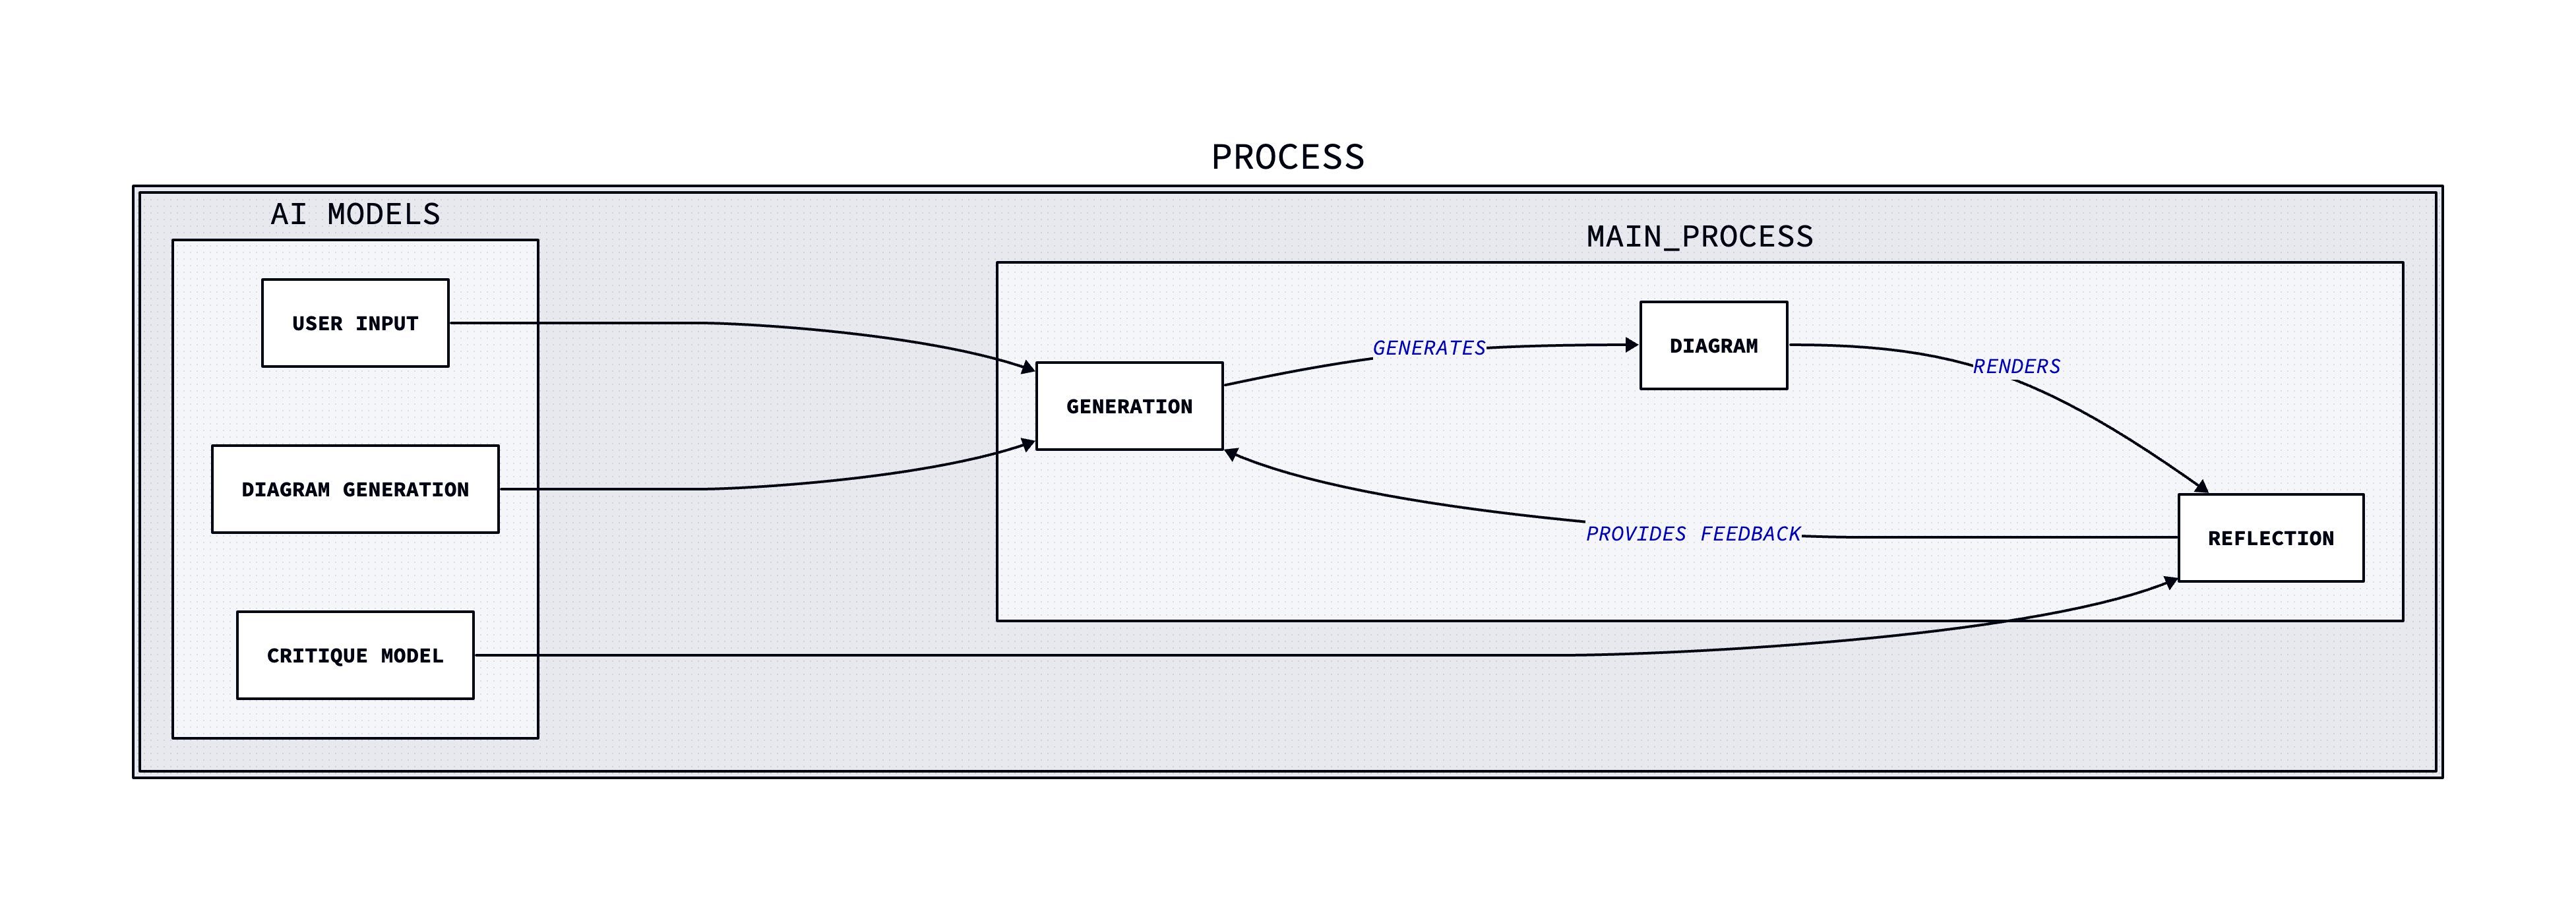 PROCESS
AI MODELS
MAIN_PROCESS
USER INPUT
GENERATES
DIAGRAM
RENDERS
GENERATION
DIAGRAM GENERATION
PROVIDES FEEDBACK
REFLECTION
CRITIQUE MODEL